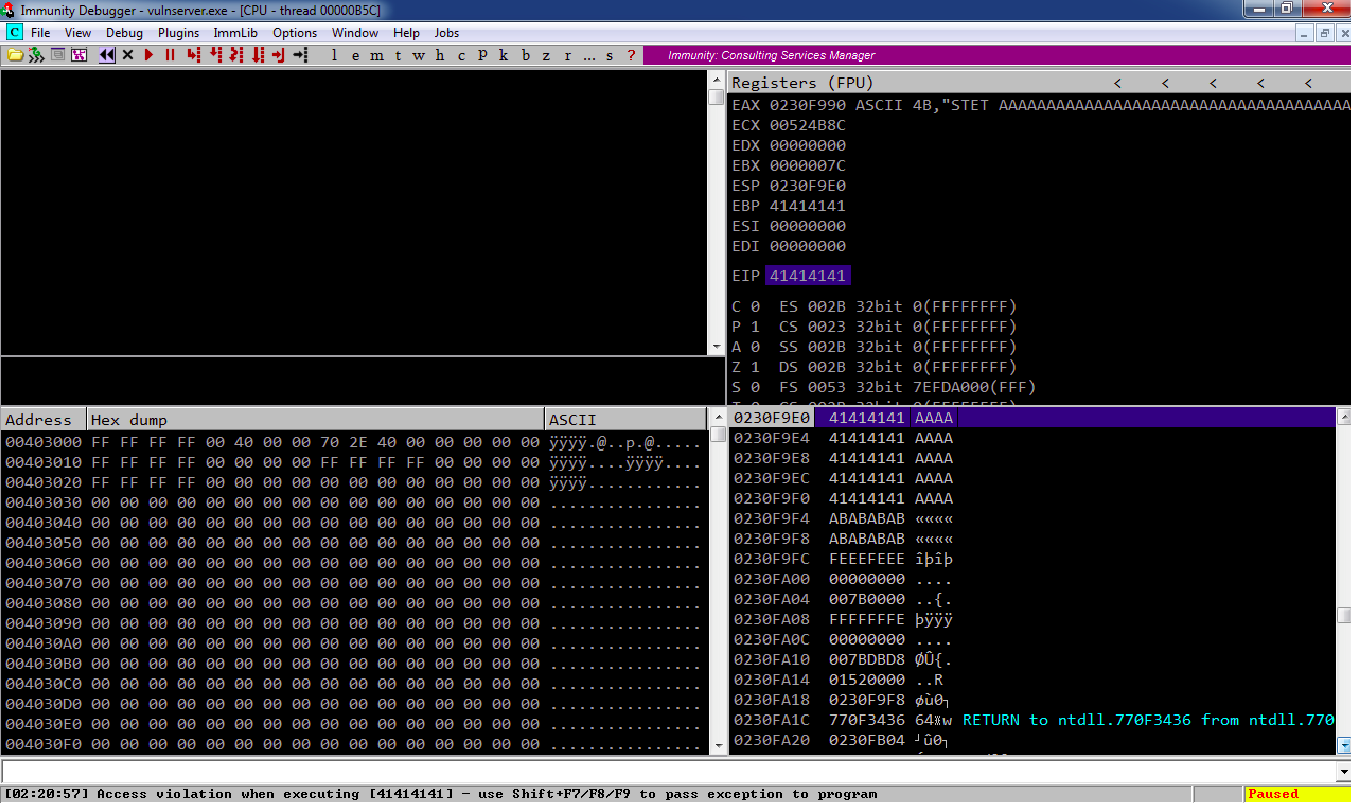 Immunity Debugger - vulnserver.exe - [CPU - thread 00000B5C]
C File View Debug Plugins ImmLib Options Window Help Jobs
l e m t w h c P k b z r ... s ? Immunity: Consulting Services Manager
Registers (FPU) < < < < <
EAX 0230F990 ASCII 4B,"STET AAAAAAAAAAAAAAAAAAAAAAAAAAAAAAAAAAAAA
ECX 00524B8C
EDX 00000000
EBX 0000007C
ESP 0230F9E0
EBP 41414141
ESI 00000000
EDI 00000000
EIP 41414141
C 0 ES 002B 32bit 0(FFFFFFFF)
P 1 CS 0023 32bit 0(FFFFFFFF)
A 0 SS 002B 32bit 0(FFFFFFFF)
Z 1 DS 002B 32bit 0(FFFFFFFF)
S 0 FS 0053 32bit 7EFDA000(FFF)
Address Hex dump ASCII
00403000 FF FF FF FF 00 40 00 00 70 2E 40 00 00 00 00 00 ÿÿÿÿ.@..p.@.....
00403010 FF FF FF FF 00 00 00 00 FF FF FF FF 00 00 00 00 ÿÿÿÿ....ÿÿÿÿ....
00403020 FF FF FF FF 00 00 00 00 00 00 00 00 00 00 00 00 ÿÿÿÿ............
00403030 00 00 00 00 00 00 00 00 00 00 00 00 00 00 00 00 ................
00403040 00 00 00 00 00 00 00 00 00 00 00 00 00 00 00 00 ................
00403050 00 00 00 00 00 00 00 00 00 00 00 00 00 00 00 00 ................
00403060 00 00 00 00 00 00 00 00 00 00 00 00 00 00 00 00 ................
00403070 00 00 00 00 00 00 00 00 00 00 00 00 00 00 00 00 ................
00403080 00 00 00 00 00 00 00 00 00 00 00 00 00 00 00 00 ................
00403090 00 00 00 00 00 00 00 00 00 00 00 00 00 00 00 00 ................
004030A0 00 00 00 00 00 00 00 00 00 00 00 00 00 00 00 00 ................
004030B0 00 00 00 00 00 00 00 00 00 00 00 00 00 00 00 00 ................
004030C0 00 00 00 00 00 00 00 00 00 00 00 00 00 00 00 00 ................
004030D0 00 00 00 00 00 00 00 00 00 00 00 00 00 00 00 00 ................
004030E0 00 00 00 00 00 00 00 00 00 00 00 00 00 00 00 00 ................
004030F0 00 00 00 00 00 00 00 00 00 00 00 00 00 00 00 00 ................
0230F9E0 41414141 AAAA
0230F9E4 41414141 AAAA
0230F9E8 41414141 AAAA
0230F9EC 41414141 AAAA
0230F9F0 41414141 AAAA
0230F9F4 ABABABAB ««««
0230F9F8 ABABABAB ««««
0230F9FC FEEEFEEE îþîþ
0230FA00 00000000 ....
0230FA04 007B0000 ..{.
0230FA08 FFFFFFFE þÿÿÿ
0230FA0C 00000000 ....
0230FA10 007BDBD8 ØÛ{.
0230FA14 01520000 ..R
0230FA18 0230F9F8 øù0┐
0230FA1C 770F3436 64¤w RETURN to ntdll.770F3436 from ntdll.770
0230FA20 0230FB04 ┘û0┐
[02:20:57] Access violation when executing [41414141] - use Shift+F7/F8/F9 to pass exception to program Paused